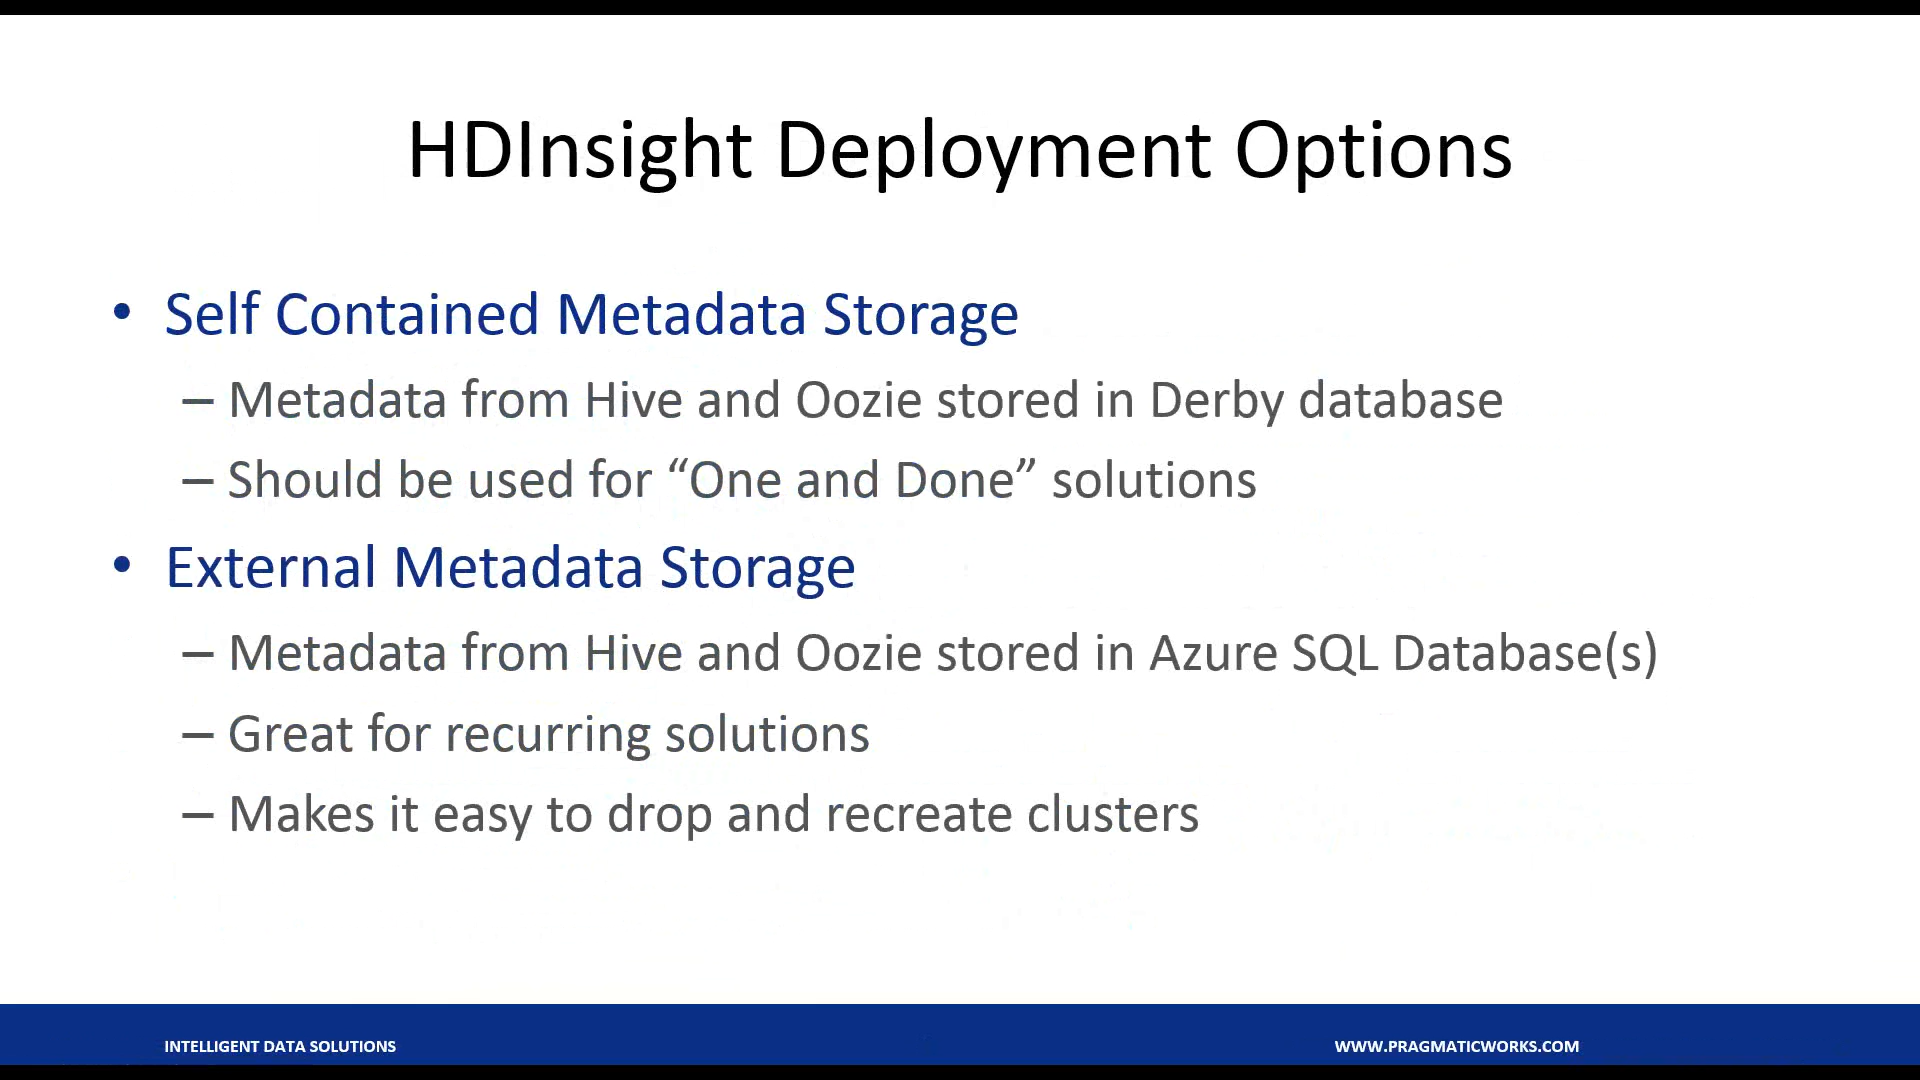 HDInsight Deployment Options
• Self Contained Metadata Storage
– Metadata from Hive and Oozie stored in Derby database
– Should be used for “One and Done” solutions
• External Metadata Storage
– Metadata from Hive and Oozie stored in Azure SQL Database(s)
– Great for recurring solutions
– Makes it easy to drop and recreate clusters
INTELLIGENT DATA SOLUTIONS
WWW.PRAGMATICWORKS.COM